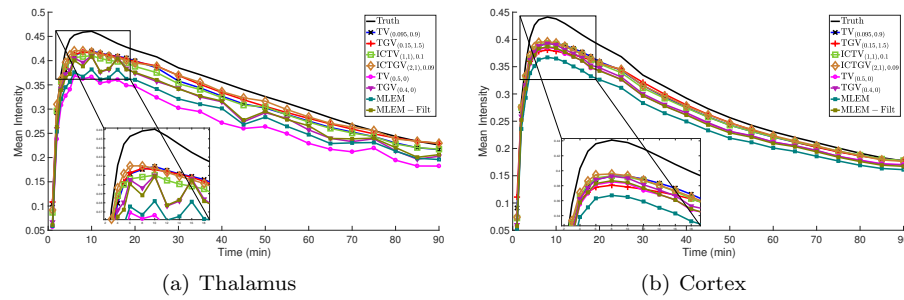 Truth
TV(0.095,0.9)
TGV(0.15,1.5)
ICTV(1,1),0.1
ICTGV(2,1),0.09
TV(0.5,0)
TGV(0.4,0)
MLEM
MLEM − Filt
Mean Intensity
0.45
0.4
0.35
0.3
0.25
0.2
0.15
0.1
0.05
0 10 20 30 40 50 60 70 80 90
Time (min)
(a) Thalamus
Truth
TV(0.095,0.9)
TGV(0.15,1.5)
ICTV(1,1),0.1
ICTGV(2,1),0.09
TV(0.5,0)
TGV(0.4,0)
MLEM
MLEM − Filt
Mean Intensity
0.45
0.4
0.35
0.3
0.25
0.2
0.15
0.1
0.05
0 10 20 30 40 50 60 70 80 90
Time (min)
(b) Cortex